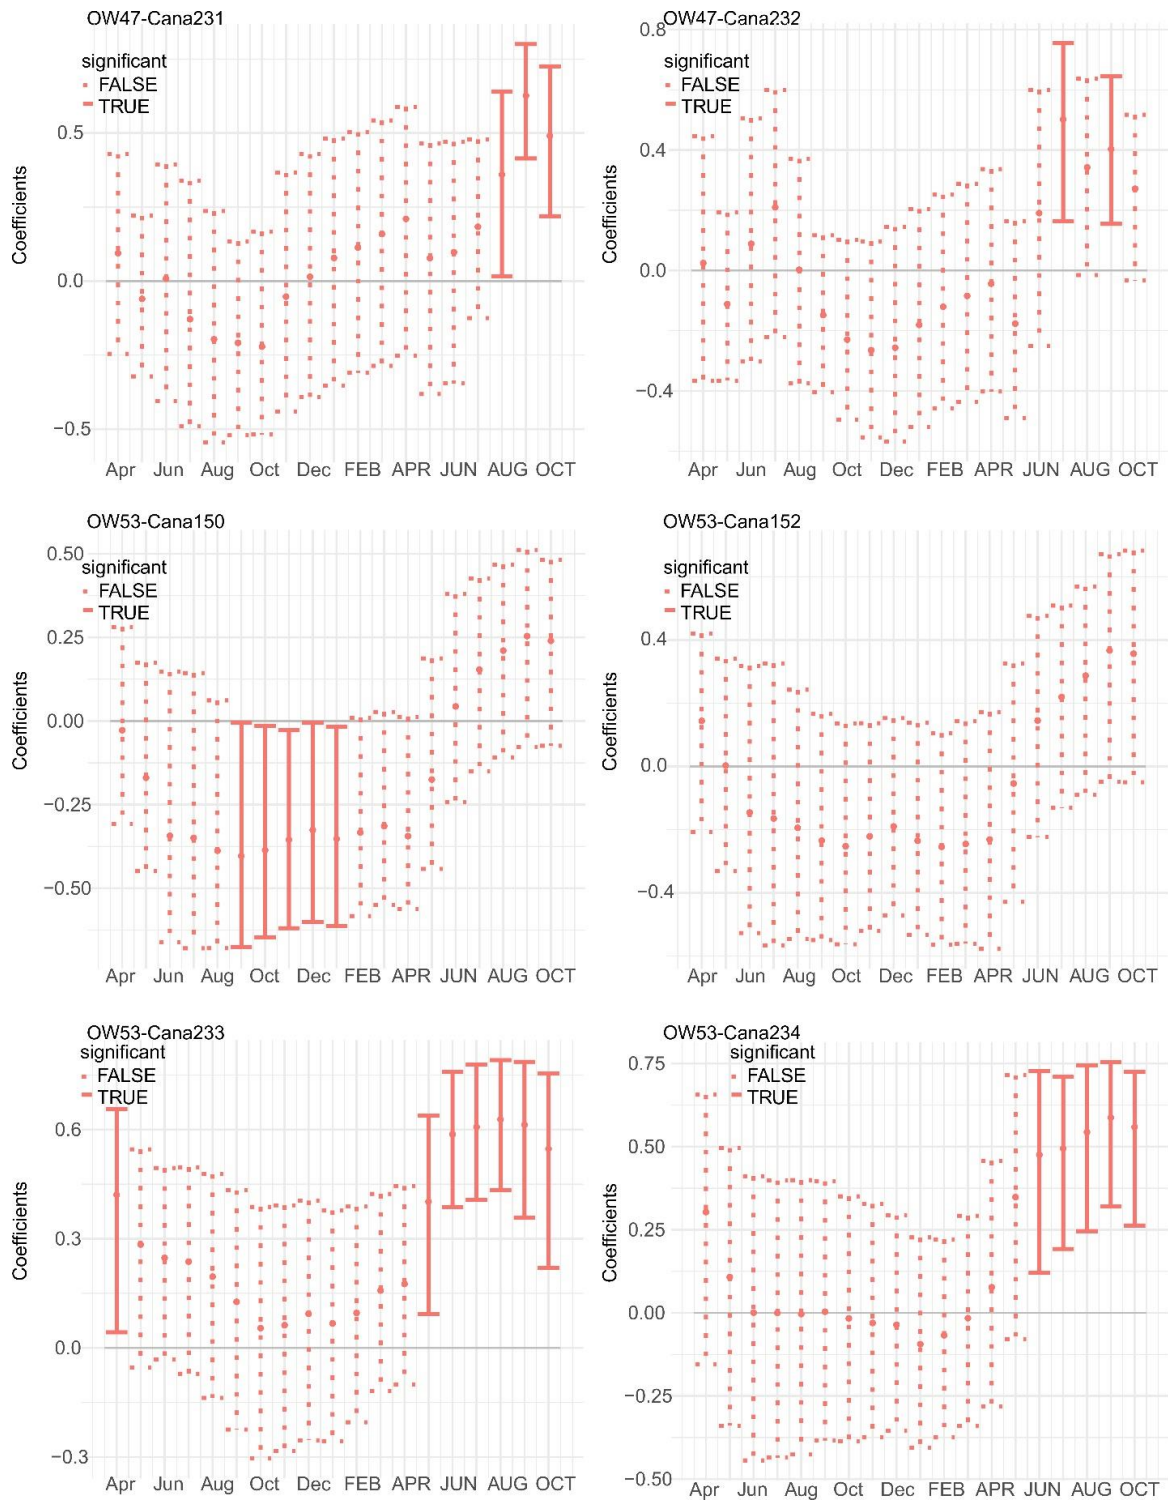 OW47-Cana231
significant
FALSE
TRUE
Coefficients
0.5
0.0
−0.5
Apr Jun Aug Oct Dec FEB APR JUN AUG OCT
OW47-Cana232
significant
FALSE
TRUE
Coefficients
0.8
0.4
0.0
−0.4
Apr Jun Aug Oct Dec FEB APR JUN AUG OCT
OW53-Cana150
significant
FALSE
TRUE
Coefficients
0.50
0.25
0.00
−0.25
−0.50
Apr Jun Aug Oct Dec FEB APR JUN AUG OCT
OW53-Cana152
significant
FALSE
TRUE
Coefficients
0.4
0.0
−0.4
Apr Jun Aug Oct Dec FEB APR JUN AUG OCT
OW53-Cana233
significant
FALSE
TRUE
Coefficients
0.6
0.3
0.0
−0.3
Apr Jun Aug Oct Dec FEB APR JUN AUG OCT
OW53-Cana234
significant
FALSE
TRUE
Coefficients
0.75
0.50
0.25
0.00
−0.25
−0.50
Apr Jun Aug Oct Dec FEB APR JUN AUG OCT